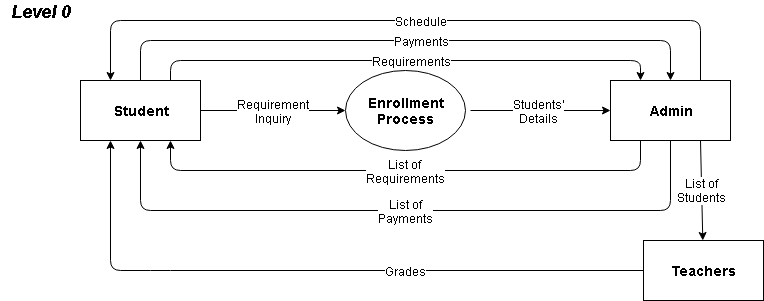 Level 0
Schedule
Payments
Requirements
Student
Requirement
Inquiry
Enrollment
Process
Students'
Details
Admin
List of
Requirements
List of
Students
List of
Payments
Grades
Teachers